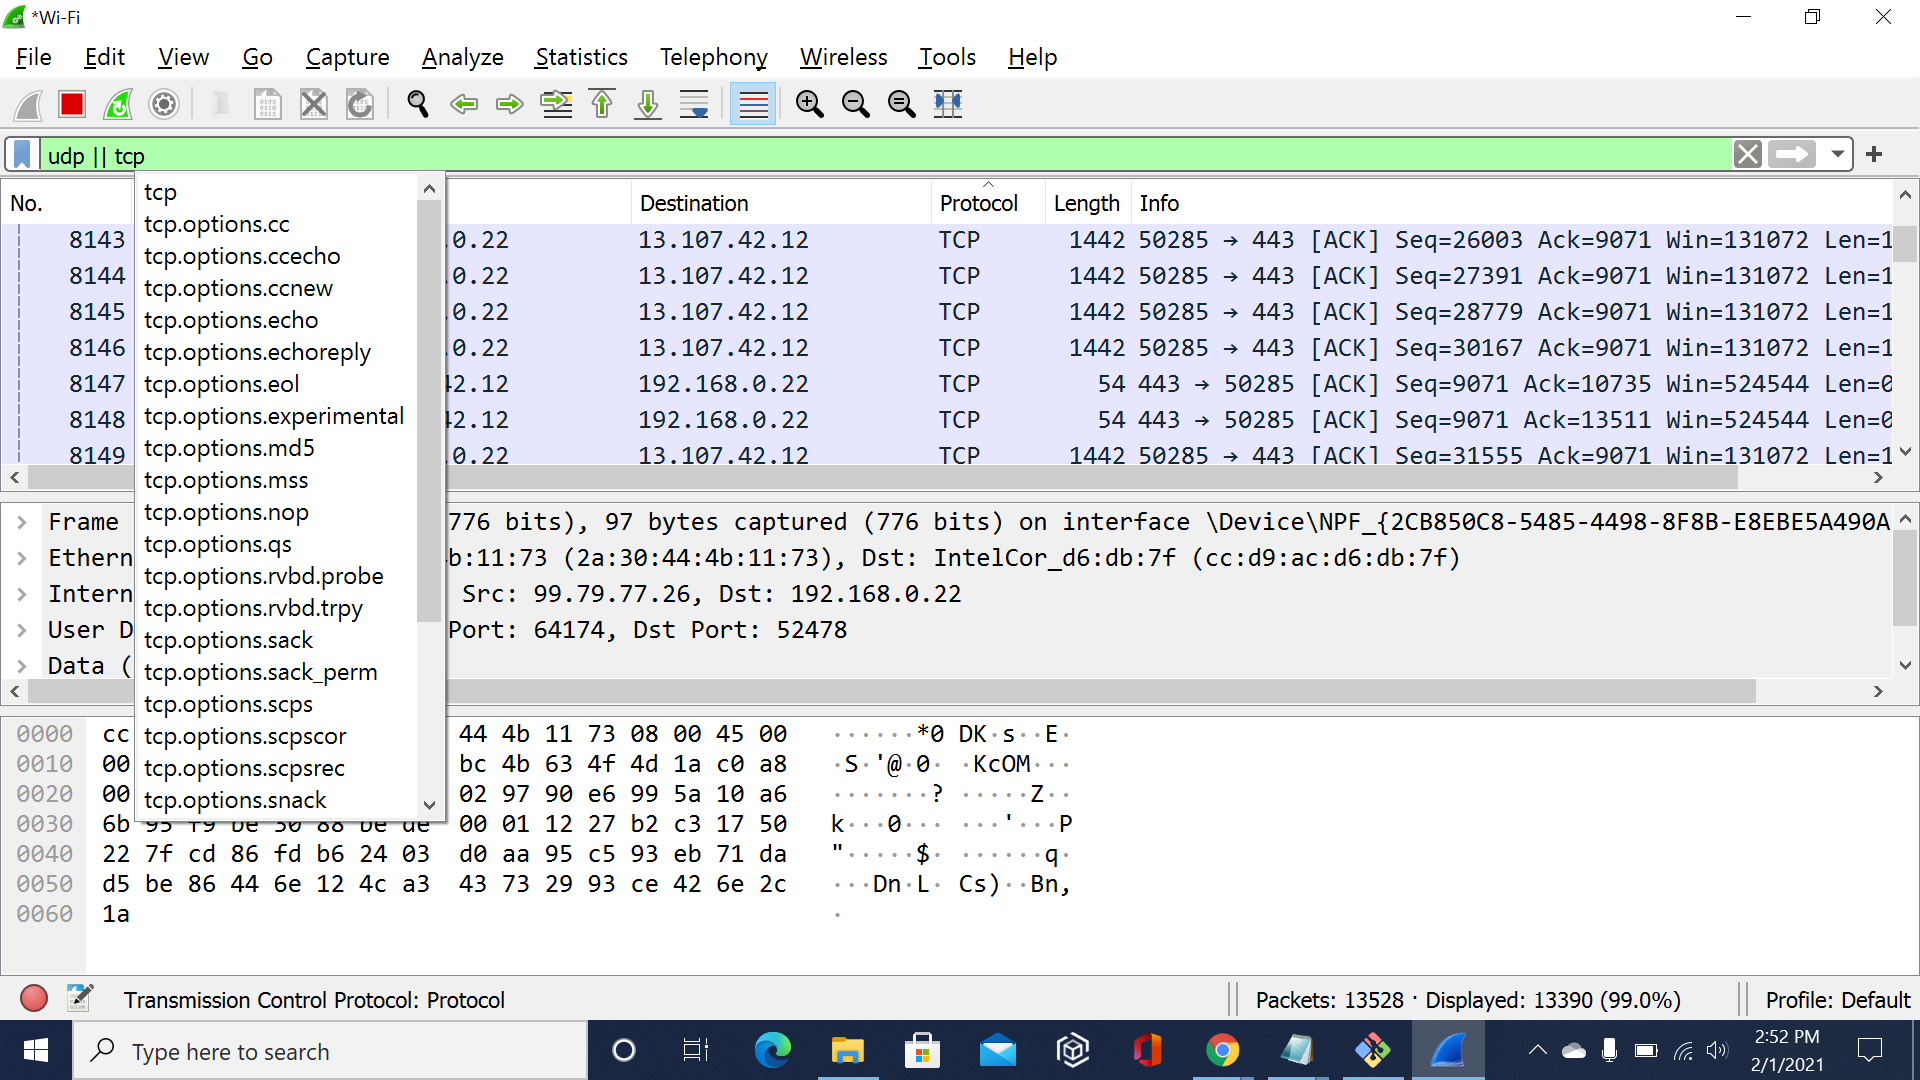 *Wi-Fi
File Edit View Go Capture Analyze Statistics Telephony Wireless Tools Help
udp || tcp
No. Destination Protocol Length Info
8143 .0.22 13.107.42.12 TCP 1442 50285 → 443 [ACK] Seq=26003 Ack=9071 Win=131072 Len=1
8144 .0.22 13.107.42.12 TCP 1442 50285 → 443 [ACK] Seq=27391 Ack=9071 Win=131072 Len=1
8145 .0.22 13.107.42.12 TCP 1442 50285 → 443 [ACK] Seq=28779 Ack=9071 Win=131072 Len=1
8146 .0.22 13.107.42.12 TCP 1442 50285 → 443 [ACK] Seq=30167 Ack=9071 Win=131072 Len=1
8147 42.12 192.168.0.22 TCP 54 443 → 50285 [ACK] Seq=9071 Ack=10735 Win=524544 Len=0
8148 42.12 192.168.0.22 TCP 54 443 → 50285 [ACK] Seq=9071 Ack=13511 Win=524544 Len=0
8149 .0.22 13.107.42.12 TCP 1442 50285 → 443 [ACK] Seq=31555 Ack=9071 Win=131072 Len=1
tcp
tcp.options.cc
tcp.options.ccecho
tcp.options.ccnew
tcp.options.echo
tcp.options.echoreply
tcp.options.eol
tcp.options.experimental
tcp.options.md5
tcp.options.mss
tcp.options.nop
tcp.options.qs
tcp.options.rvbd.probe
tcp.options.rvbd.trpy
tcp.options.sack
tcp.options.sack_perm
tcp.options.scps
tcp.options.scpscor
tcp.options.scpsrec
tcp.options.snack
Frame 776 bits), 97 bytes captured (776 bits) on interface \Device\NPF_{2CB850C8-5485-4498-8F8B-E8EBE5A490A
Ethern b:11:73 (2a:30:44:4b:11:73), Dst: IntelCor_d6:db:7f (cc:d9:ac:d6:db:7f)
Intern Src: 99.79.77.26, Dst: 192.168.0.22
User D Port: 64174, Dst Port: 52478
Data (
0000 cc 44 4b 11 73 08 00 45 00 ······*0 DK·s··E·
0010 00 bc 4b 63 4f 4d 1a c0 a8 ·S·'@·0· ·KcOM···
0020 00 02 97 90 e6 99 5a 10 a6 ·······? ·····Z··
0030 6b 95 f9 be 30 88 be de 00 01 12 27 b2 c3 17 50 k···0··· ···'···P
0040 22 7f cd 86 fd b6 24 03 d0 aa 95 c5 93 eb 71 da "·····$· ······q·
0050 d5 be 86 44 6e 12 4c a3 43 73 29 93 ce 42 6e 2c ···Dn·L· Cs)··Bn,
0060 1a ·
Transmission Control Protocol: Protocol Packets: 13528 · Displayed: 13390 (99.0%) Profile: Default
Type here to search
2:52 PM
2/1/2021